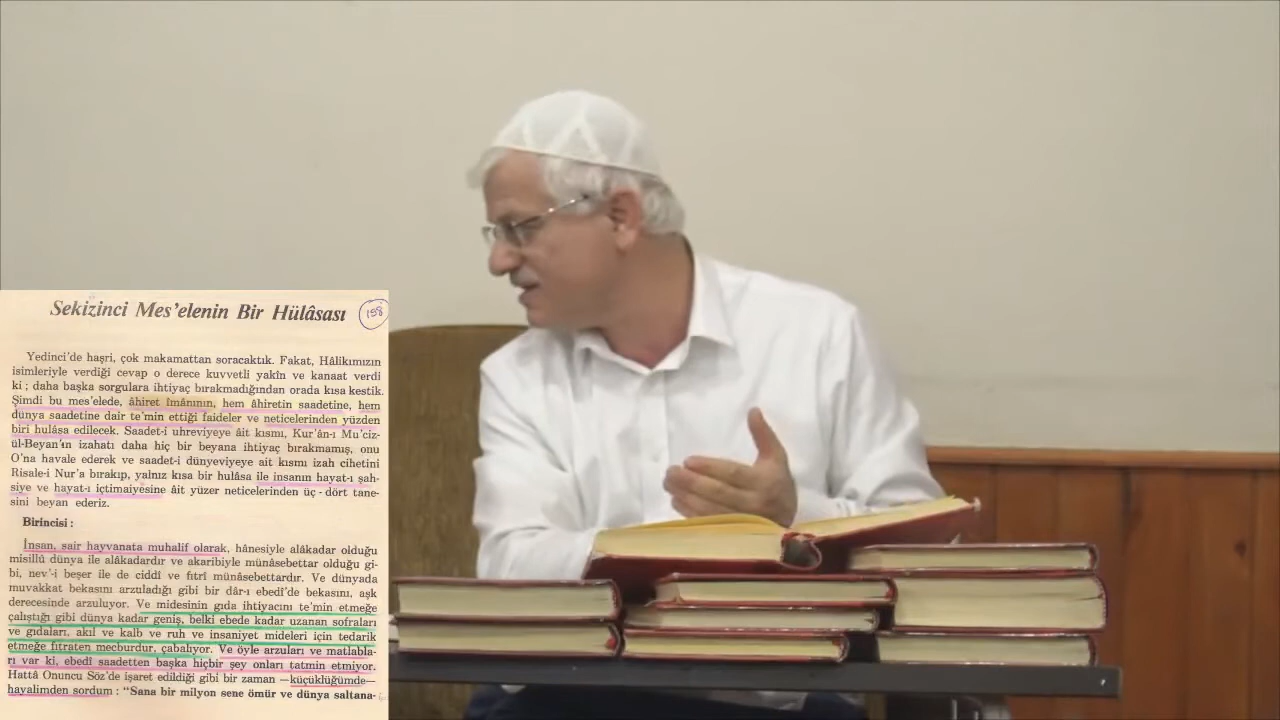 Sekizinci Mes'elenin Bir Hülâsası
158
Yedinci'de haşri, çok makamattan soracaktık. Fakat, Hâlikımızın
isimleriyle verdiği cevap o derece kuvvetli yakîn ve kanaat verdi
ki; daha başka sorgulara ihtiyaç bırakmadığından orada kısa kestik.
Şimdi bu mes'elede, âhiret îmânının, hem âhiretin saadetine, hem
dünya saadetine dair te'min ettiği faideler ve neticelerinden yüzden
biri hulâsa edilecek. Saadet-i uhreviyeye âit kısmı, Kur'ân-ı Mu'ciz-
ül-Beyan'ın izahatı daha hiç bir beyana ihtiyaç bırakmamış, onu
O'na havale ederek ve saadet-i dünyeviyeye ait kısmı izah cihetini
Risale-i Nur'a bırakıp, yalnız kısa bir hulâsa ile insanın hayat-ı şah-
siye ve hayat-ı içtimaiyesine âit yüzer neticelerinden üç - dört tane-
sini beyan ederiz.
Birincisi :
İnsan, sair hayvanata muhalif olarak, hânesiyle alâkadar olduğu
misillû dünya ile alâkadardır ve akaribiyle münâsebettar olduğu gi-
bi, nev'-i beşer ile de ciddî ve fıtrî münâsebettardır. Ve dünyada
muvakkat bekasını arzuladığı gibi bir dâr-ı ebedî'de bekasını, aşk
derecesinde arzuluyor. Ve midesinin gıda ihtiyacını te'min etmeğe
çalıştığı gibi dünya kadar geniş, belki ebede kadar uzanan sofraları
ve gıdaları, akıl ve kalb ve ruh ve insaniyet mideleri için tedarik
etmeğe fıtraten mecburdur, çabalıyor. Ve öyle arzuları ve matlabla-
rı var ki, ebedî saadetten başka hiçbir şey onları tatmin etmiyor.
Hattâ Onuncu Söz'de işaret edildiği gibi bir zaman —küçüklüğümde—
hayalimden sordum : "Sana bir milyon sene ömür ve dünya saltana-